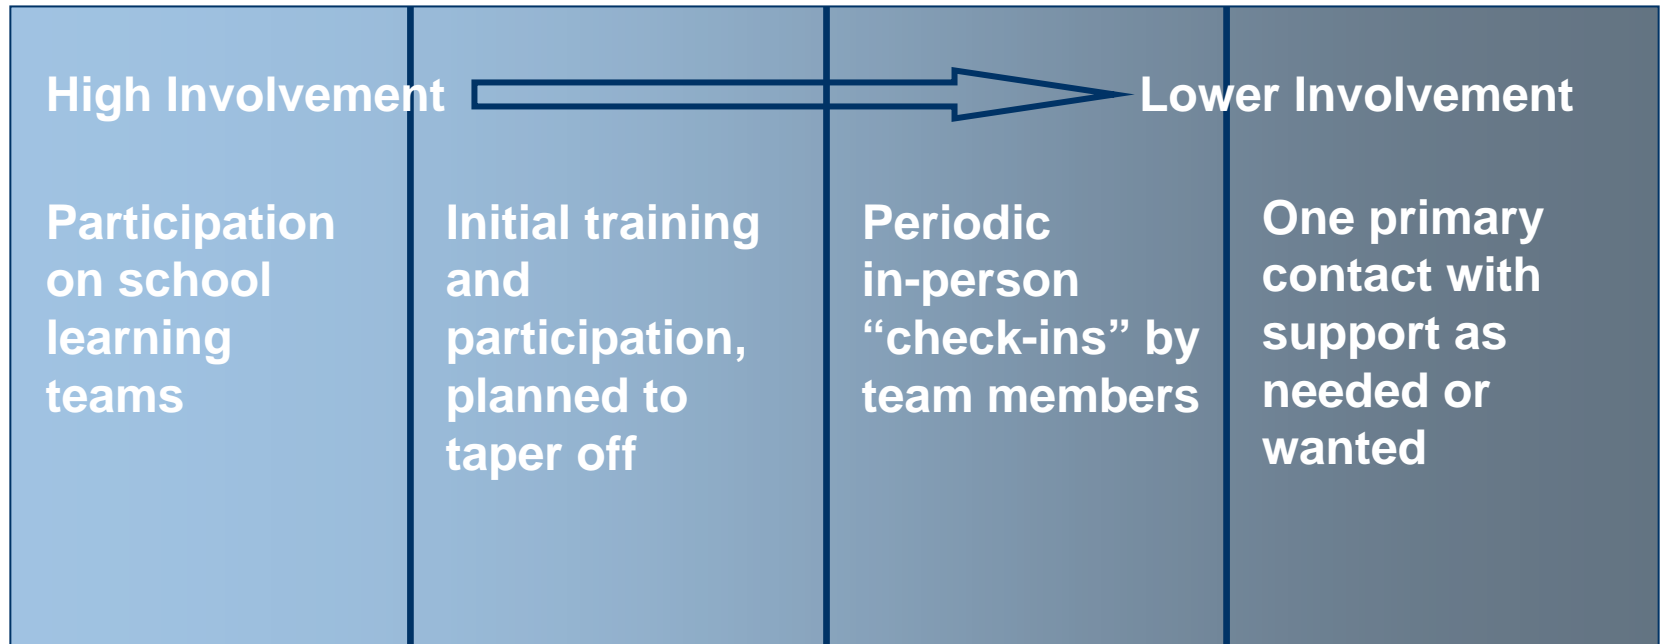 High Involvement
Lower Involvement
Participation
on school
learning
teams
Initial training
and
participation,
planned to
taper off
Periodic
in-person
“check-ins” by
team members
One primary
contact with
support as
needed or
wanted